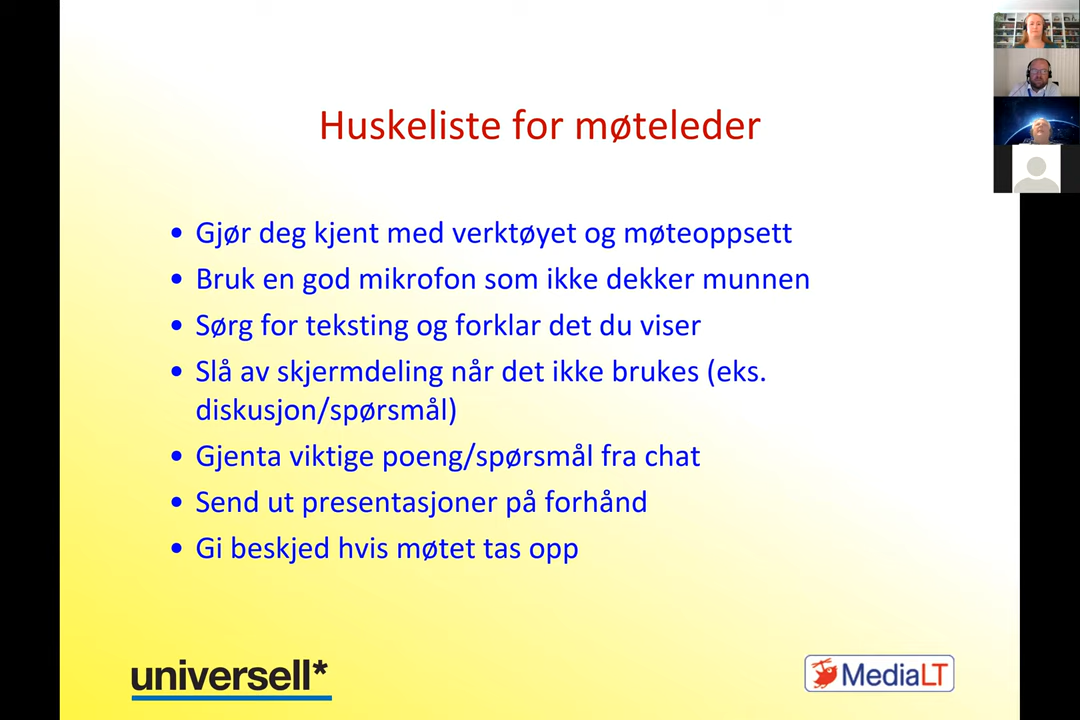 Huskeliste for møteleder
• Gjør deg kjent med verktøyet og møteoppsett
• Bruk en god mikrofon som ikke dekker munnen
• Sørg for teksting og forklar det du viser
• Slå av skjermdeling når det ikke brukes (eks.
diskusjon/spørsmål)
• Gjenta viktige poeng/spørsmål fra chat
• Send ut presentasjoner på forhånd
• Gi beskjed hvis møtet tas opp
universell*
MediaLT